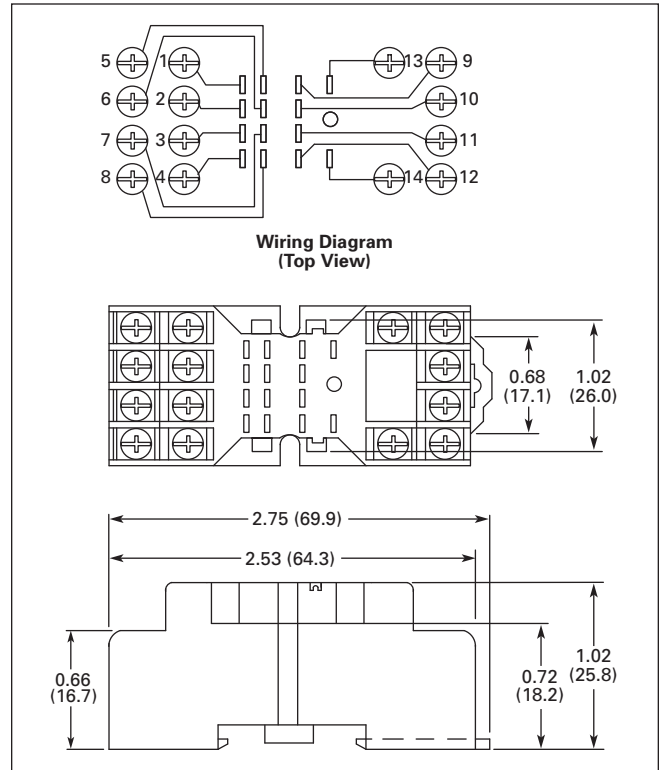 5 1 13 9
6 2 10
7 3 11
8 4 14 12
Wiring Diagram
(Top View)
0.68
(17.1)
1.02
(26.0)
2.75 (69.9)
2.53 (64.3)
0.66
(16.7)
0.72
(18.2)
1.02
(25.8)